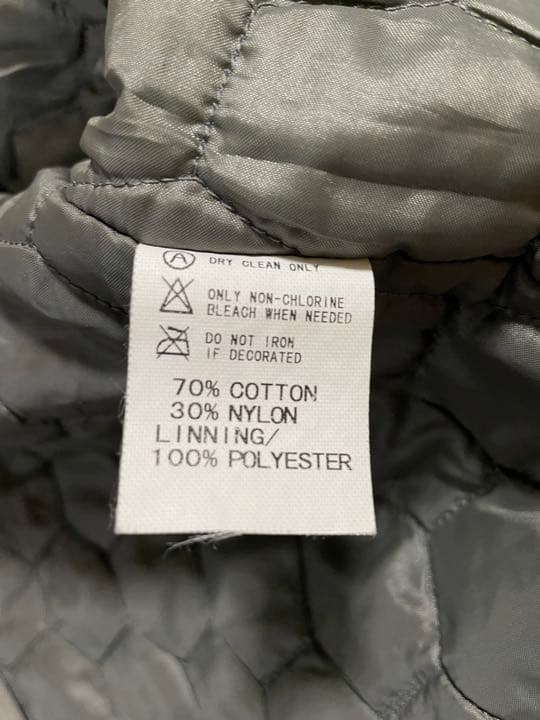 A DRY CLEAN ONLY
ONLY NON-CHLORINE
BLEACH WHEN NEEDED
DO NOT IRON
IF DECORATED
70% COTTON
30% NYLON
LINNING/
100% POLYESTER